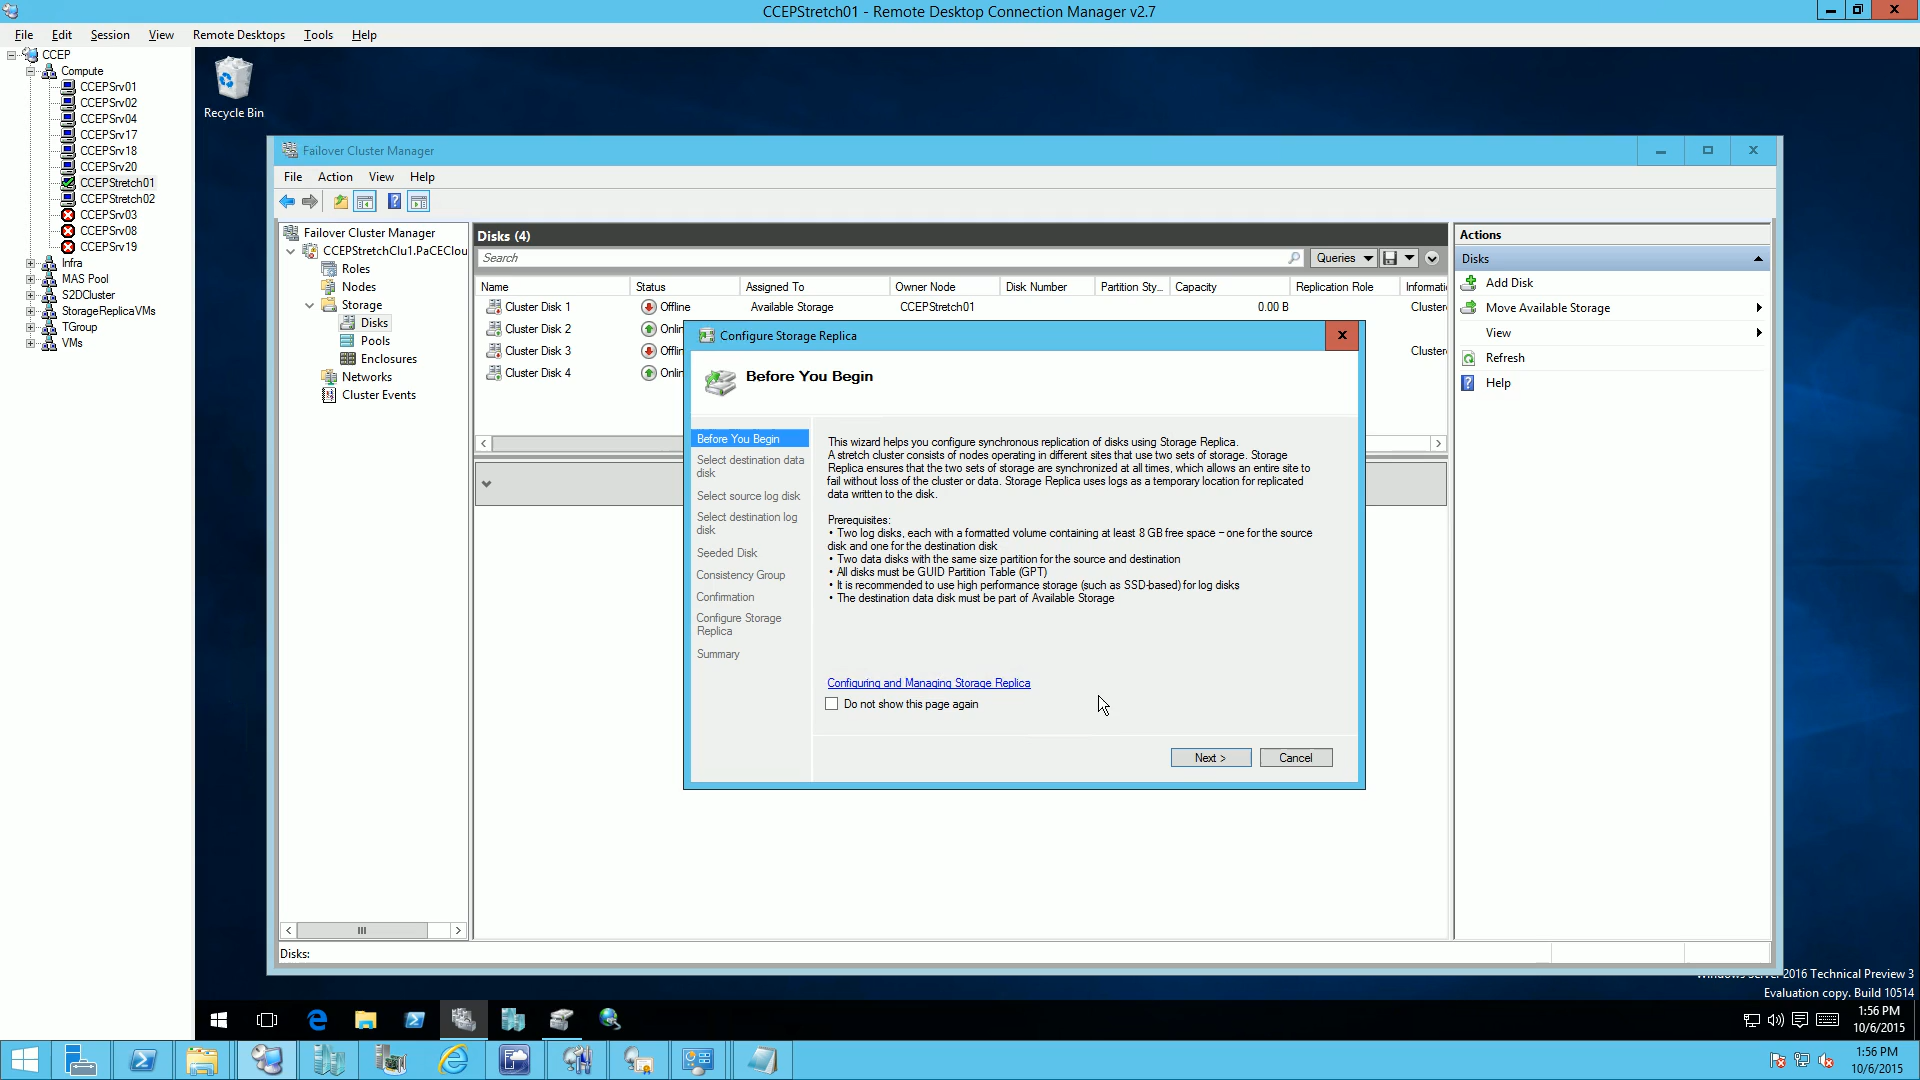 CCEPStretch01 - Remote Desktop Connection Manager v2.7
File Edit Session View Remote Desktops Tools Help
CCEP
Compute
CCEPSrv01
CCEPSrv02
CCEPSrv04
CCEPSrv17
CCEPSrv18
CCEPSrv20
CCEPStretch01
CCEPStretch02
CCEPSrv03
CCEPSrv08
CCEPSrv19
Infra
MAS Pool
S2DCluster
StorageReplicaVMs
TGroup
VMs
Recycle Bin
Failover Cluster Manager
File Action View Help
Failover Cluster Manager
CCEPStretchClu1.PaCEClou
Roles
Nodes
Storage
Disks
Pools
Enclosures
Networks
Cluster Events
Disks (4)
Search
Queries
Name Status Assigned To Owner Node Disk Number Partition Sty... Capacity Replication Role Informati
Cluster Disk 1 Offline Available Storage CCEPStretch01 0.00 B Cluster
Cluster Disk 2 Onlin
Cluster Disk 3 Offlin Cluster
Cluster Disk 4 Onlin
Actions
Disks
Add Disk
Move Available Storage
View
Refresh
Help
Configure Storage Replica
Before You Begin
Before You Begin
Select destination data
disk
Select source log disk
Select destination log
disk
Seeded Disk
Consistency Group
Confirmation
Configure Storage
Replica
Summary
This wizard helps you configure synchronous replication of disks using Storage Replica.
A stretch cluster consists of nodes operating in different sites that use two sets of storage. Storage
Replica ensures that the two sets of storage are synchronized at all times, which allows an entire site to
fail without loss of the cluster or data. Storage Replica uses logs as a temporary location for replicated
data written to the disk.
Prerequisites:
• Two log disks, each with a formatted volume containing at least 8 GB free space – one for the source
disk and one for the destination disk
• Two data disks with the same size partition for the source and destination
• All disks must be GUID Partition Table (GPT)
• It is recommended to use high performance storage (such as SSD-based) for log disks
• The destination data disk must be part of Available Storage
Configuring and Managing Storage Replica
Do not show this page again
Next > Cancel
Disks:
Windows Server 2016 Technical Preview 3
Evaluation copy. Build 10514
1:56 PM
10/6/2015
1:56 PM
10/6/2015